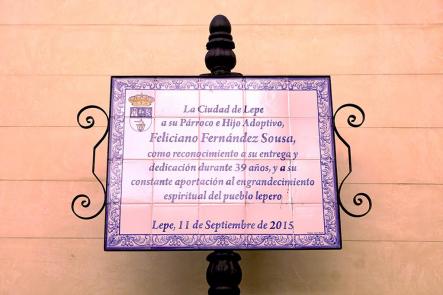 La Ciudad de Lepe
a su Párroco e Hijo Adoptivo,
Feliciano Fernández Sousa,
como reconocimiento a su entrega y
dedicación durante 39 años, y a su
constante aportación al engrandecimiento
espiritual del pueblo lepero
Lepe, 11 de Septiembre de 2015